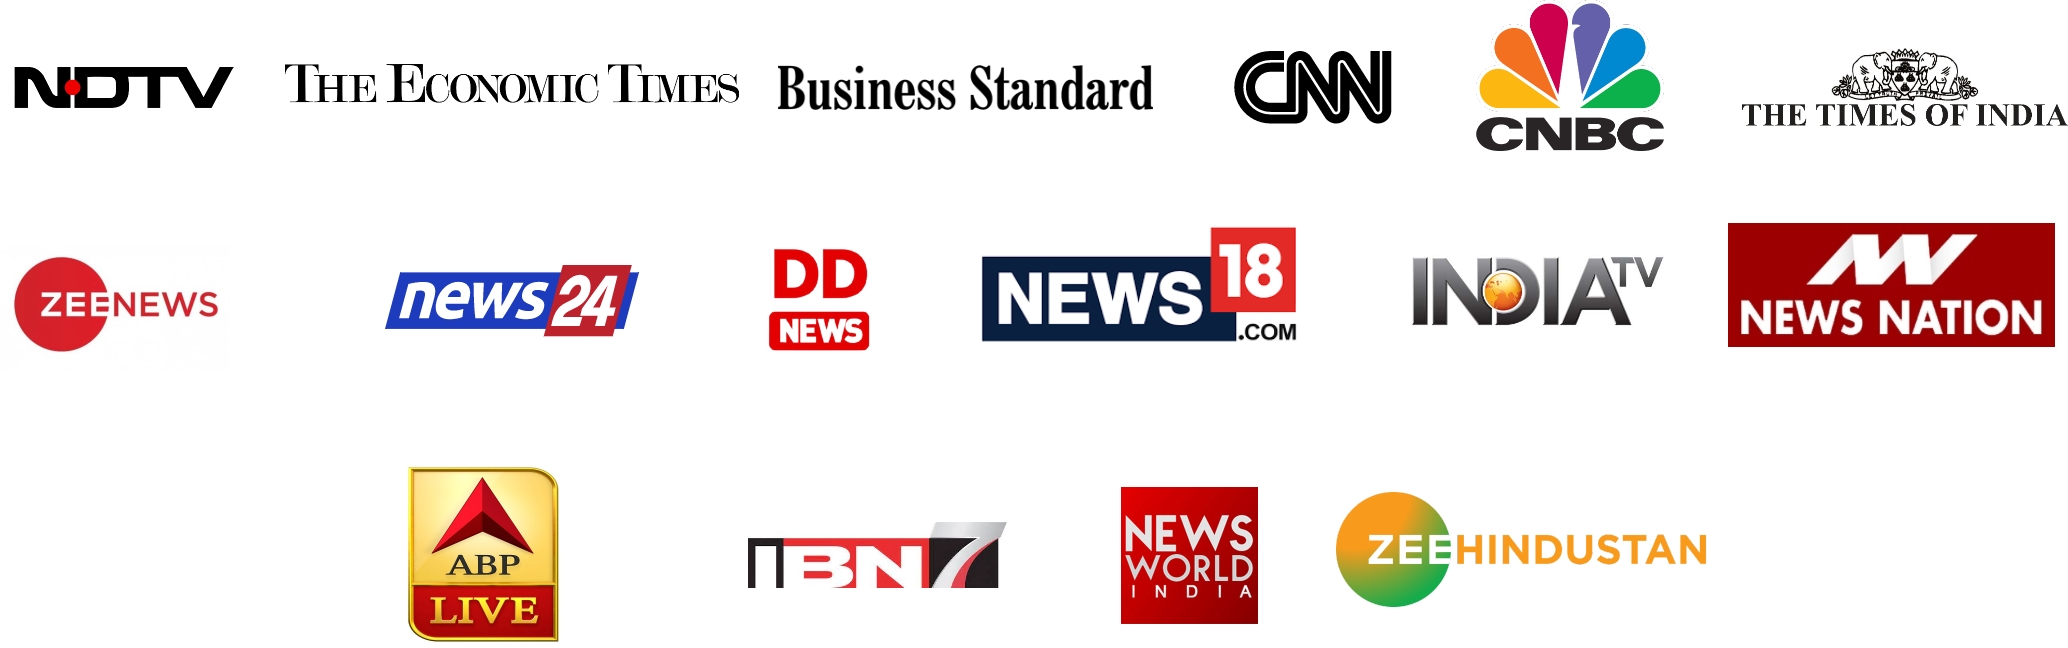 NDTV
THE ECONOMIC TIMES
Business Standard
CNN
CNBC
THE TIMES OF INDIA
ZEENEWS
news24
DD
NEWS
NEWS18
.COM
INDIATV
NEWS NATION
ABP
LIVE
IBN7
NEWS
WORLD
INDIA
ZEEHINDUSTAN